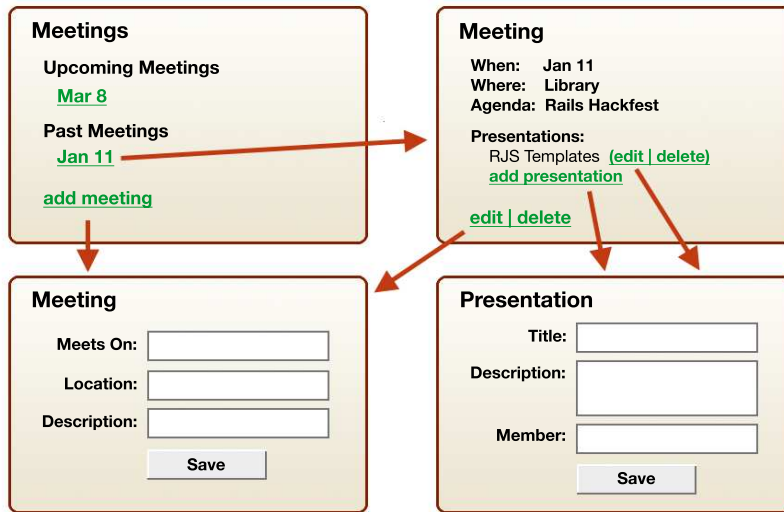 Meetings
Upcoming Meetings
Mar 8
Past Meetings
Jan 11
add meeting
Meeting
When: Jan 11
Where: Library
Agenda: Rails Hackfest
Presentations:
RJS Templates (edit | delete)
add presentation
edit | delete
Meeting
Meets On:
Location:
Description:
Save
Presentation
Title:
Description:
Member:
Save